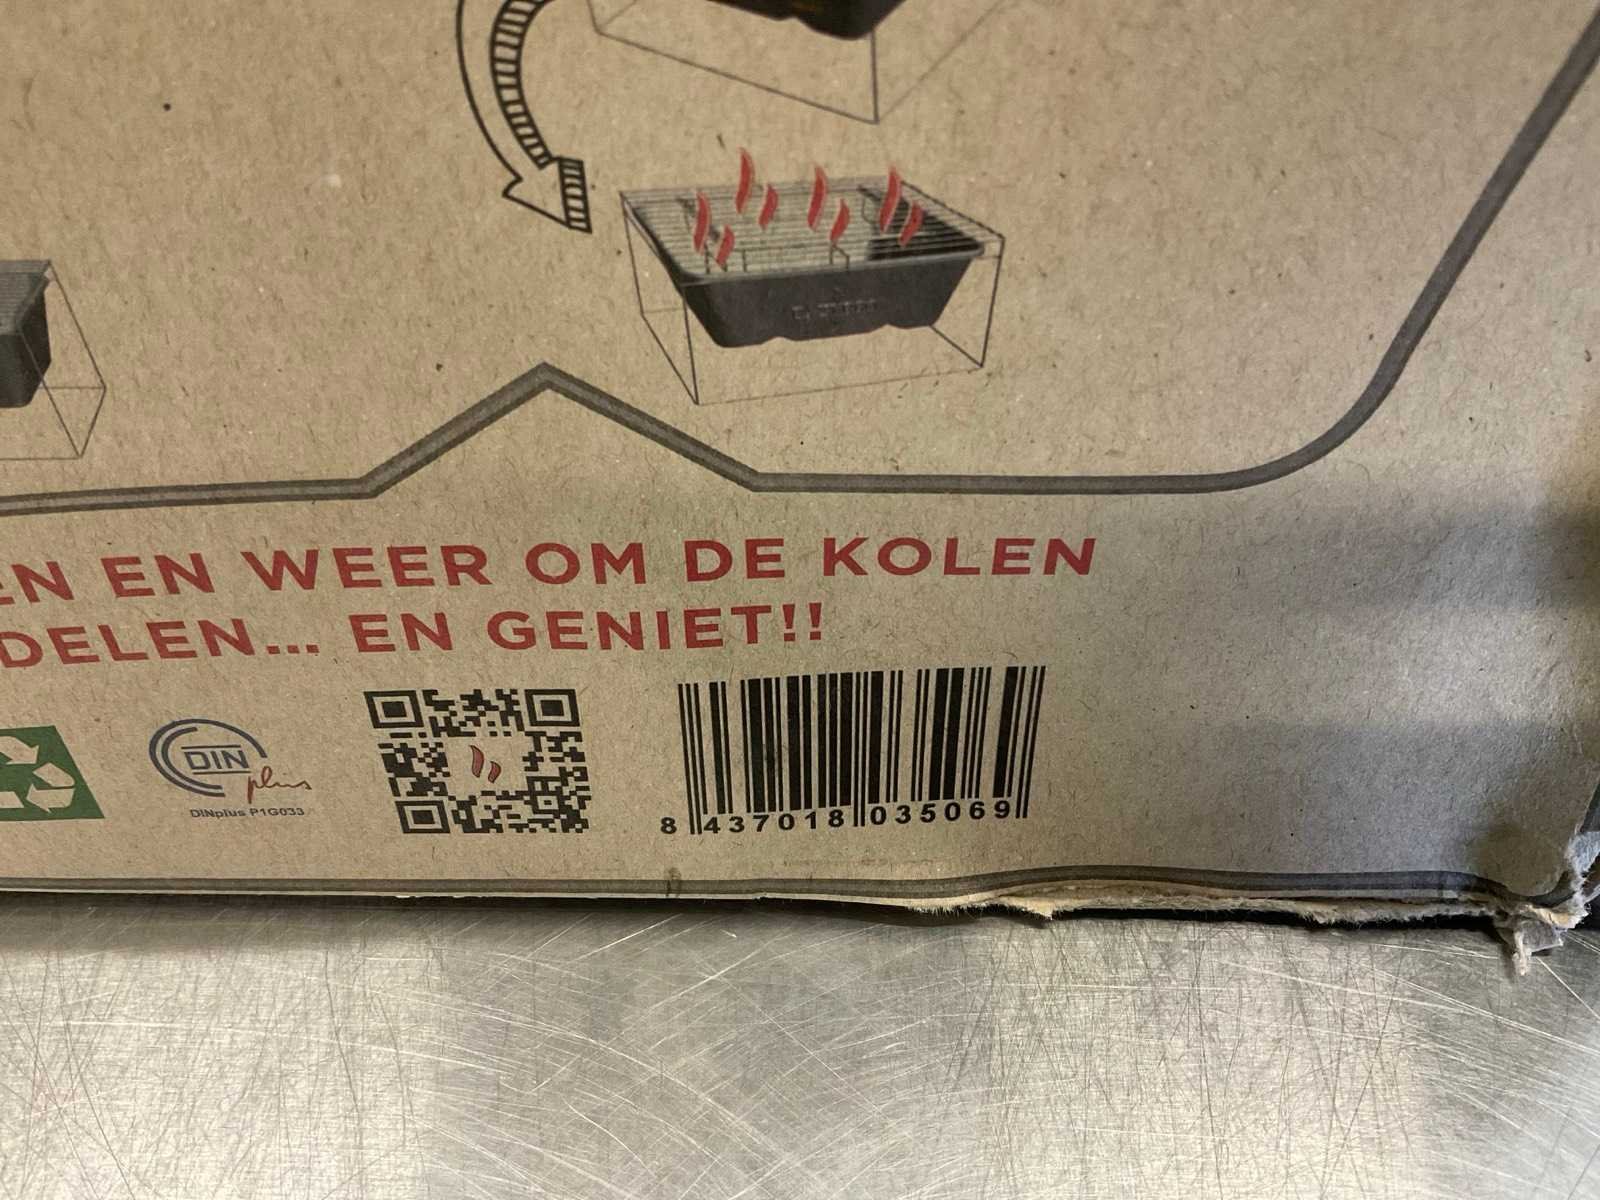 EN EN WEER OM DE KOLEN
DELEN... EN GENIET!!
DIN
plus
DINplus P1G033
8 437018 035069